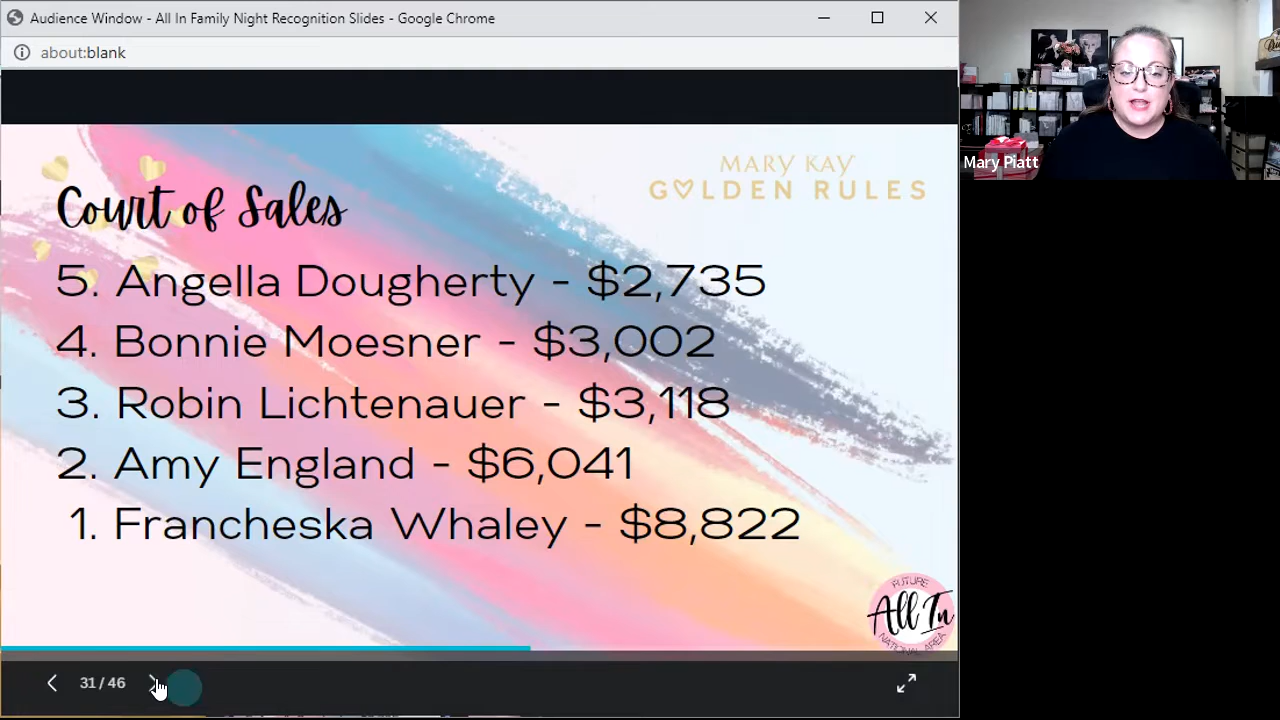 Audience Window - All In Family Night Recognition Slides - Google Chrome
about:blank
MARY KAY
GOLDEN RULES
Court of Sales
5. Angella Dougherty - $2,735
4. Bonnie Moesner - $3,002
3. Robin Lichtenauer - $3,118
2. Amy England - $6,041
1. Francheska Whaley - $8,822
FUTURE
All In
NATIONAL AREA
31 / 46
Mary Piatt